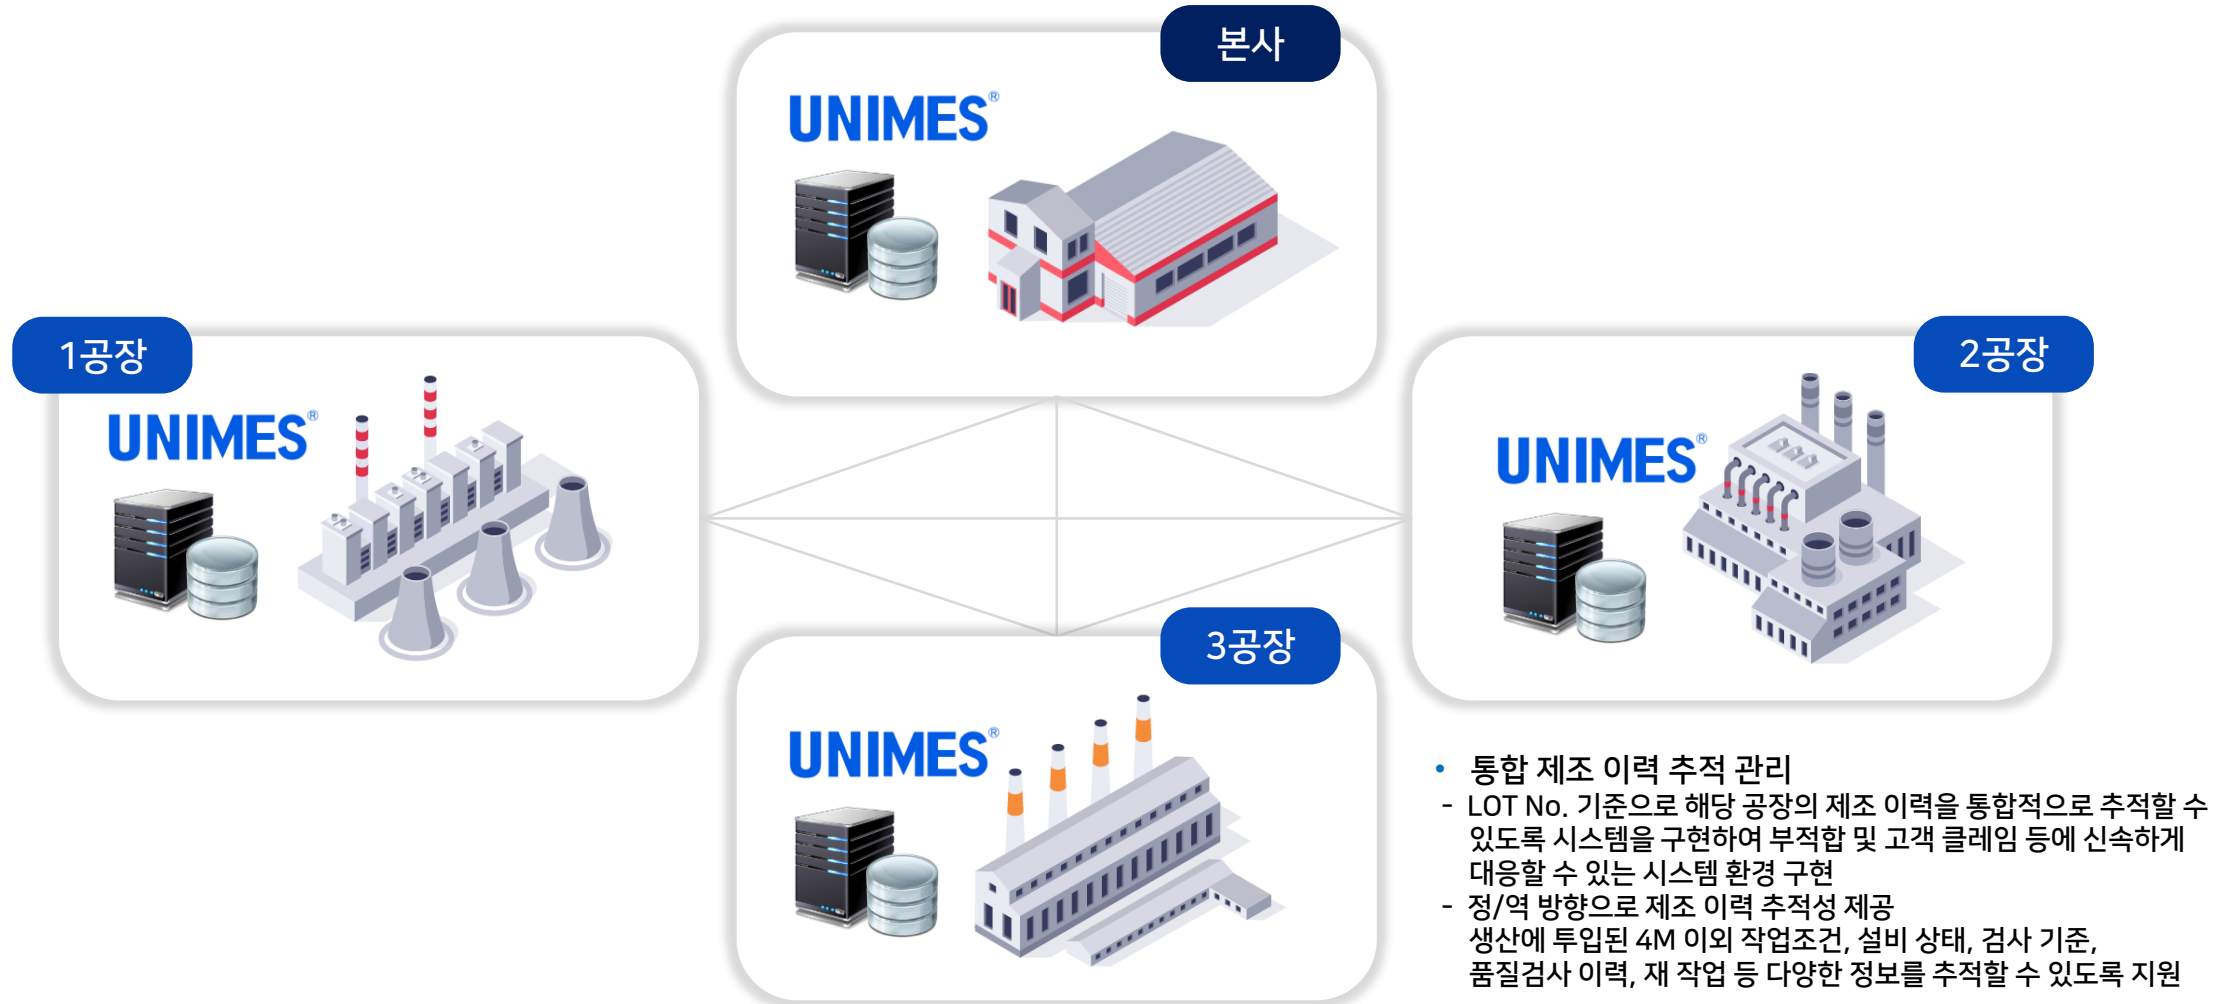 본사
UNIMES®
1공장
UNIMES®
2공장
UNIMES®
3공장
UNIMES®
• 통합 제조 이력 추적 관리
- LOT No. 기준으로 해당 공장의 제조 이력을 통합적으로 추적할 수
있도록 시스템을 구현하여 부적합 및 고객 클레임 등에 신속하게
대응할 수 있는 시스템 환경 구현
- 정/역 방향으로 제조 이력 추적성 제공
생산에 투입된 4M 이외 작업조건, 설비 상태, 검사 기준,
품질검사 이력, 재 작업 등 다양한 정보를 추적할 수 있도록 지원